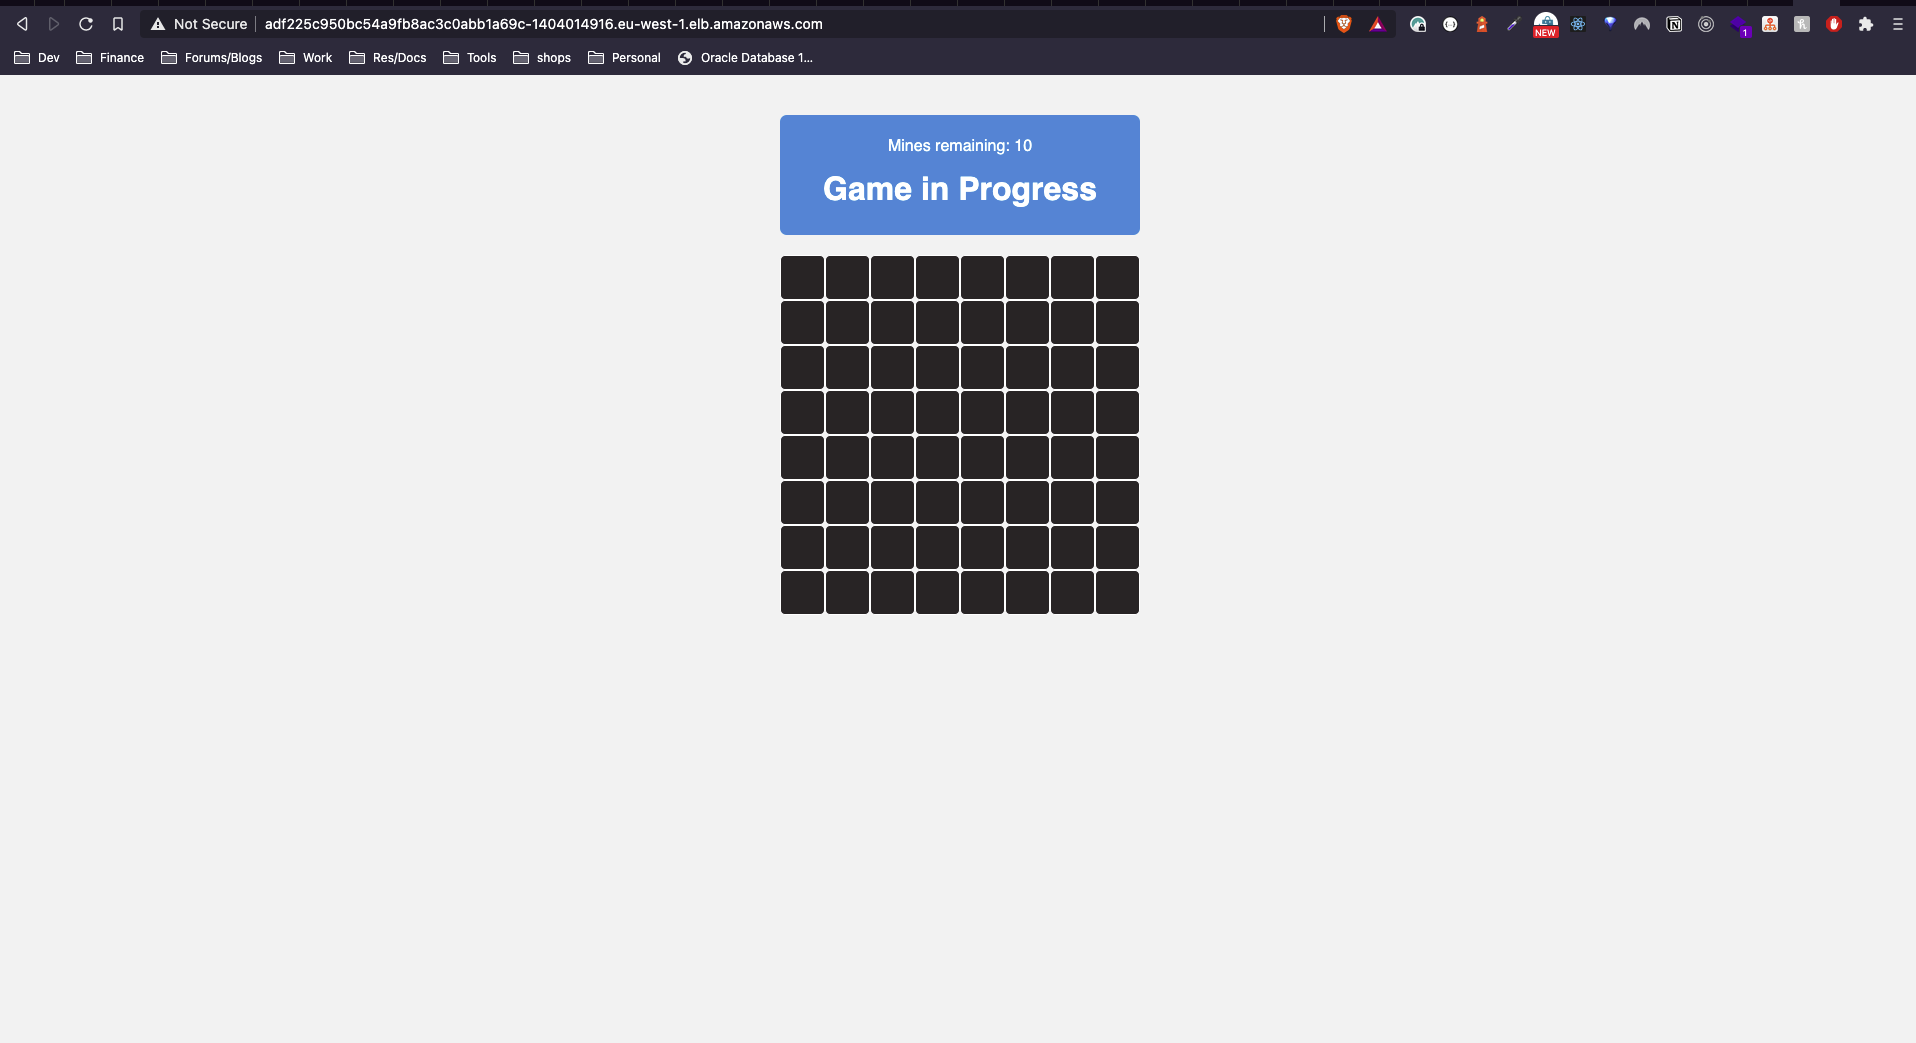 Not Secure adf225c950bc54a9fb8ac3c0abb1a69c-1404014916.eu-west-1.elb.amazonaws.com
NEW
1
Dev Finance Forums/Blogs Work Res/Docs Tools shops Personal Oracle Database 1...
Mines remaining: 10
Game in Progress